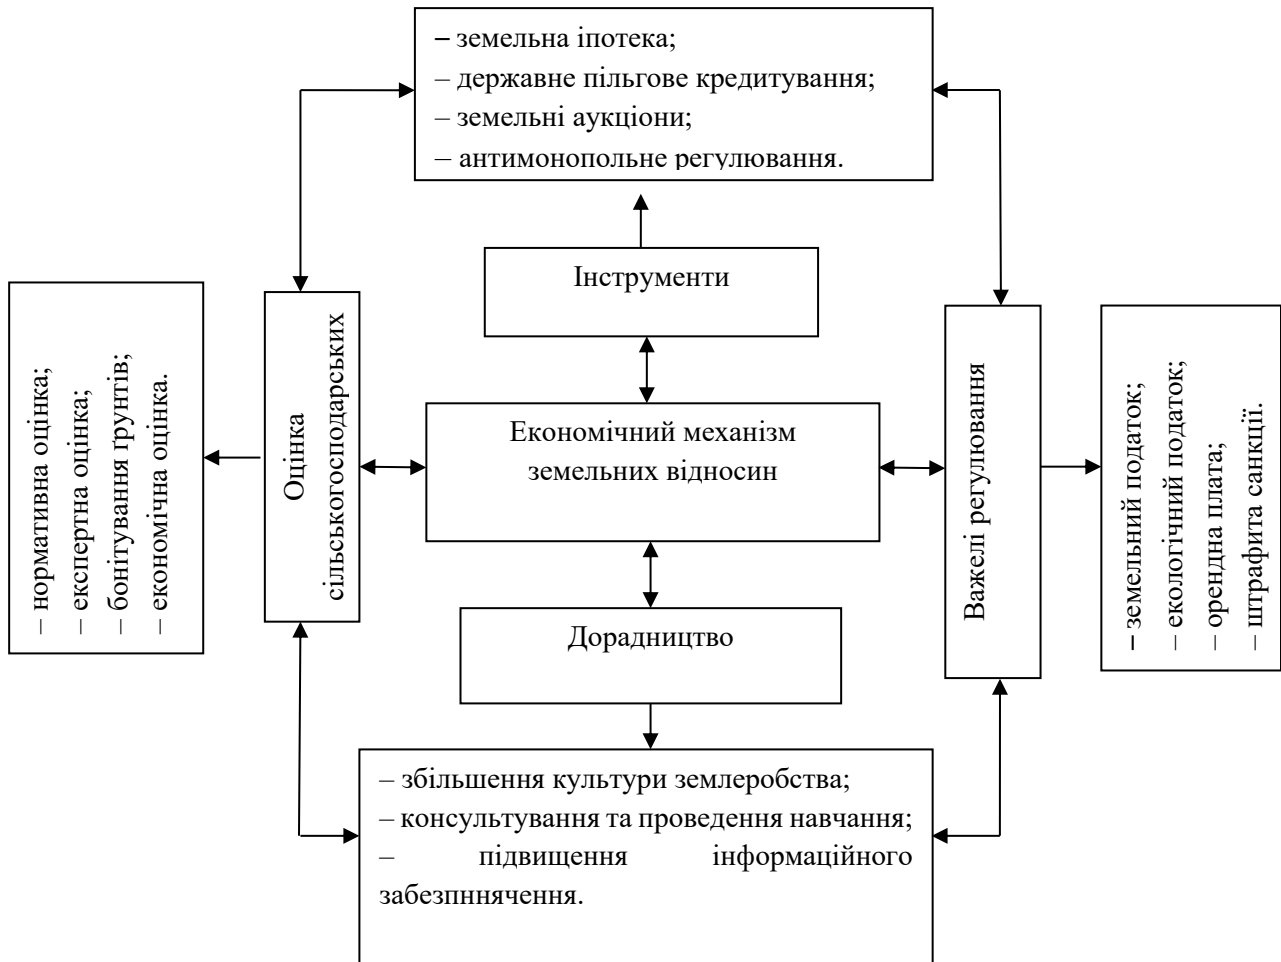 – земельна іпотека;
– державне пільгове кредитування;
– земельні аукціони;
– антимонопольне регулювання.
Інструменти
– нормативна оцінка;
– експертна оцінка;
– бонітування ґрунтів;
– економічна оцінка.
Оцінка
сільськогосподарських
Економічний механізм
земельних відносин
Важелі регулювання
– земельний податок;
– екологічний податок;
– орендна плата;
– штрафита санкції.
Дорадництво
– збільшення культури землеробства;
– консультування та проведення навчання;
– підвищення інформаційного
забезпннячення.